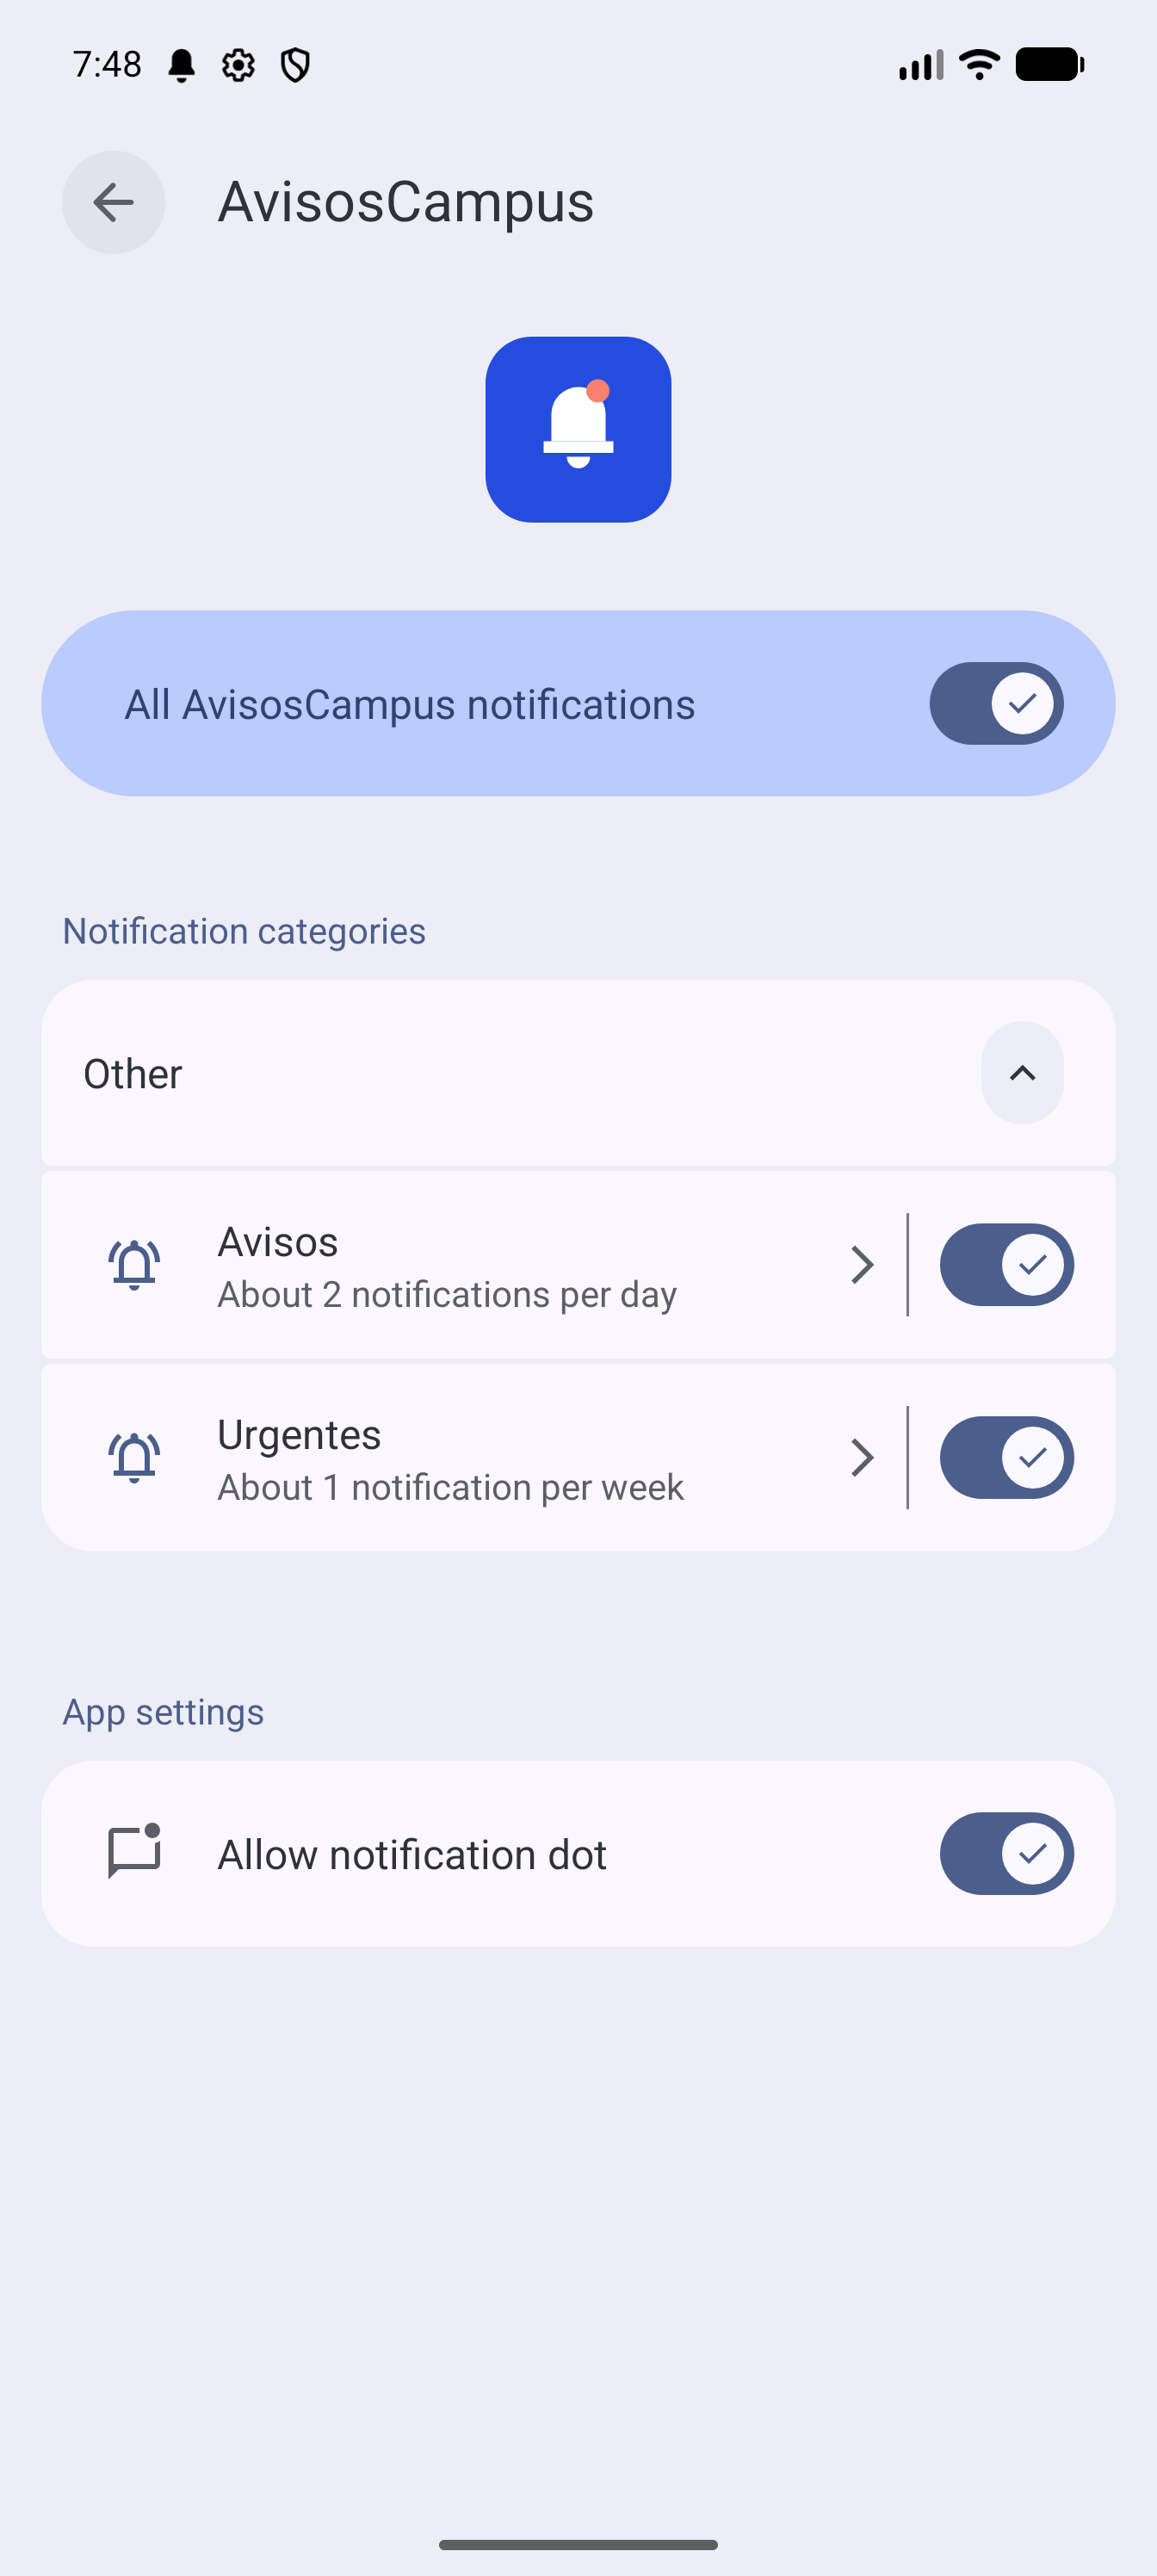 7:48
AvisosCampus
All AvisosCampus notifications
Notification categories
Other
Avisos
About 2 notifications per day
Urgentes
About 1 notification per week
App settings
Allow notification dot